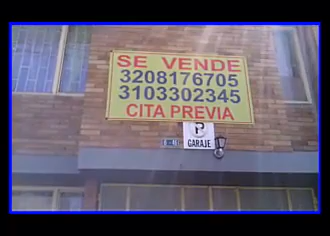 SE VENDE
3208176705
3103302345
CITA PREVIA
P
GARAJE